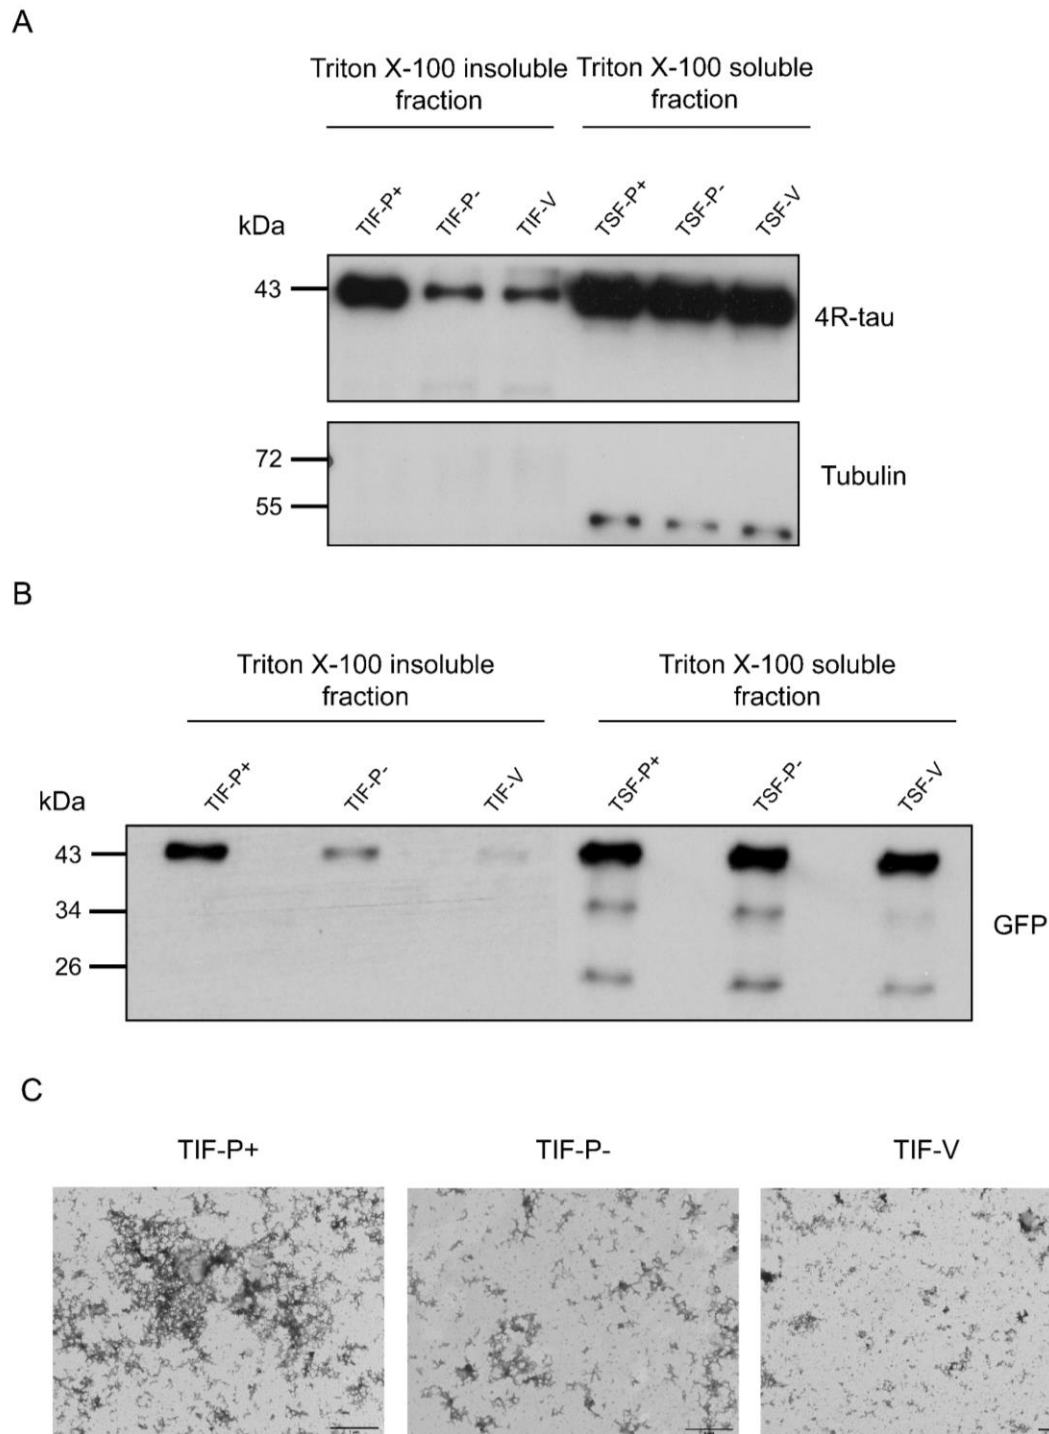 A
Triton X-100 insoluble fraction
Triton X-100 soluble fraction
kDa
TIF-P+
TIF-P-
TIF-V
TSF-P+
TSF-P-
TSF-V
43
4R-tau
72
Tubulin
55
B
Triton X-100 insoluble fraction
Triton X-100 soluble fraction
kDa
TIF-P+
TIF-P-
TIF-V
TSF-P+
TSF-P-
TSF-V
43
34
GFP
26
C
TIF-P+
TIF-P-
TIF-V